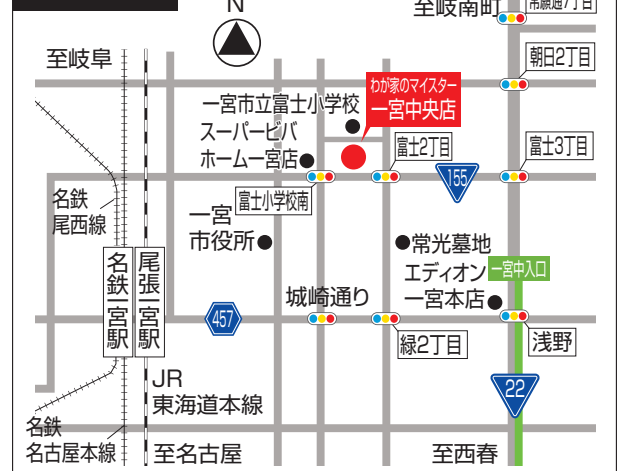 N
至岐南町
常願通7丁目
至岐阜
朝日2丁目
わが家のマイスター
一宮中央店
一宮市立富士小学校
スーパービバ
ホーム一宮店
富士2丁目
富士3丁目
155
富士小学校南
名鉄
尾西線
一宮
市役所
常光墓地
エディオン
一宮本店
一宮中入口
名鉄一宮駅
尾張一宮駅
城崎通り
457
緑2丁目
浅野
22
JR
東海道本線
名鉄
名古屋本線
至名古屋
至西春